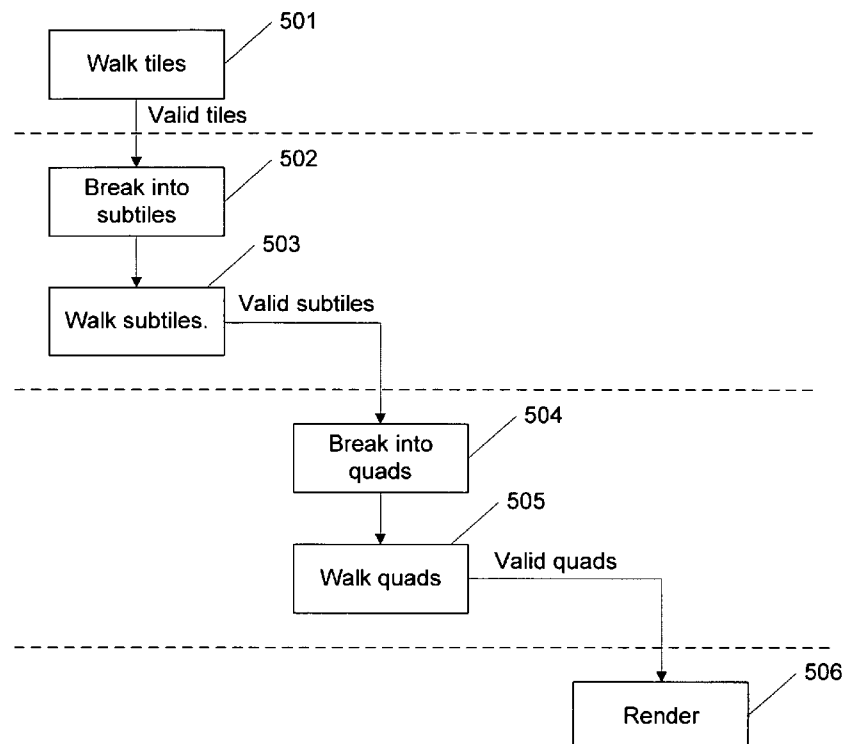 501
Walk tiles
Valid tiles
502
Break into
subtiles
503
Valid subtiles
Walk subtiles.
504
Break into
quads
505
Valid quads
Walk quads
506
Render